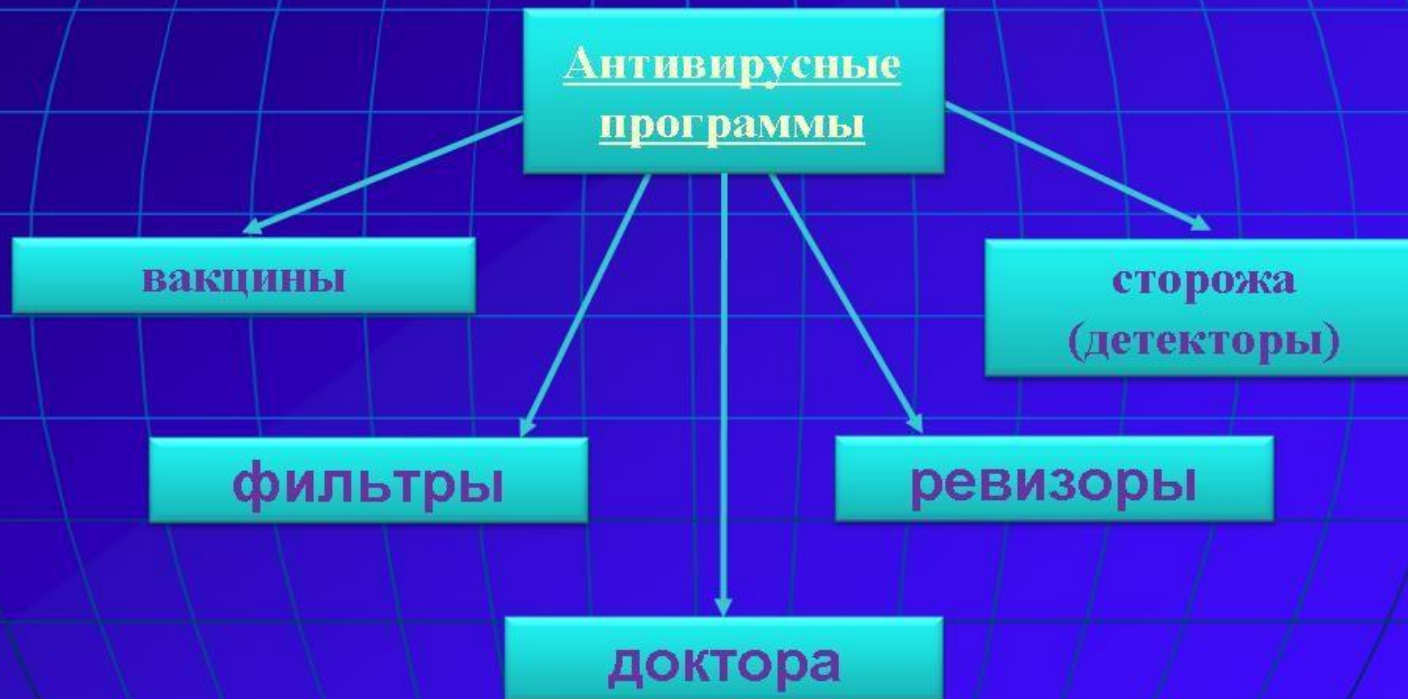 Антивирусные
программы
вакцины
сторожа
(детекторы)
фильтры
ревизоры
доктора